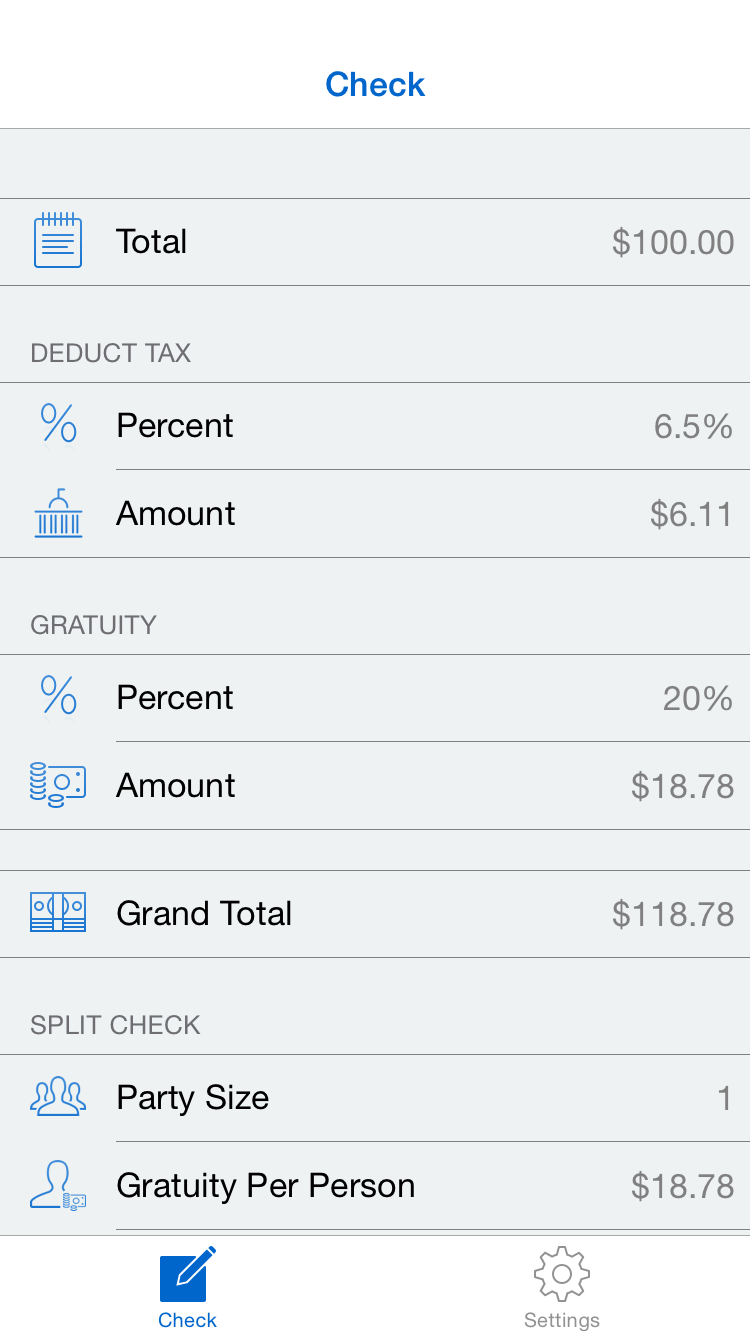 Check
Total $100.00
DEDUCT TAX
Percent 6.5%
Amount $6.11
GRATUITY
Percent 20%
Amount $18.78
Grand Total $118.78
SPLIT CHECK
Party Size 1
Gratuity Per Person $18.78
Check Settings